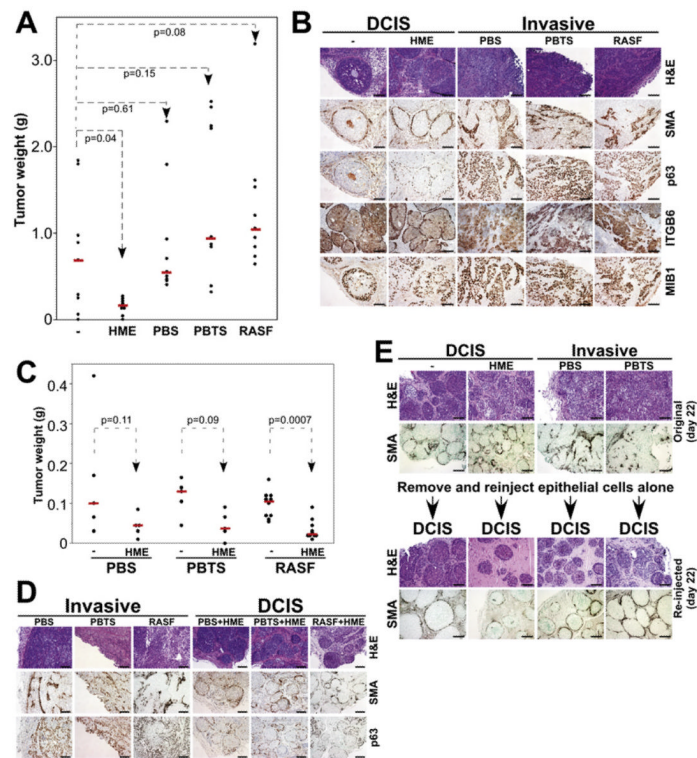 A
p=0.08
3.0
p=0.15
p=0.61
2.0
p=0.04
1.0
0.0
Tumor weight (g)
- HME PBS PBTS RASF
B
DCIS Invasive
- HME PBS PBTS RASF
H&E
SMA
p63
ITGB6
MIB1
C
0.4
0.3
p=0.11 p=0.09 p=0.0007
0.2
0.1
0
Tumor weight (g)
- HME - HME - HME
PBS PBTS RASF
D
Invasive DCIS
PBS PBTS RASF PBS+HME PBTS+HME RASF+HME
H&E
SMA
p63
E
DCIS Invasive
- HME PBS PBTS
H&E
SMA
Original
(day 22)
Remove and reinject epithelial cells alone
DCIS DCIS DCIS DCIS
H&E
SMA
Re-injected
(day 22)